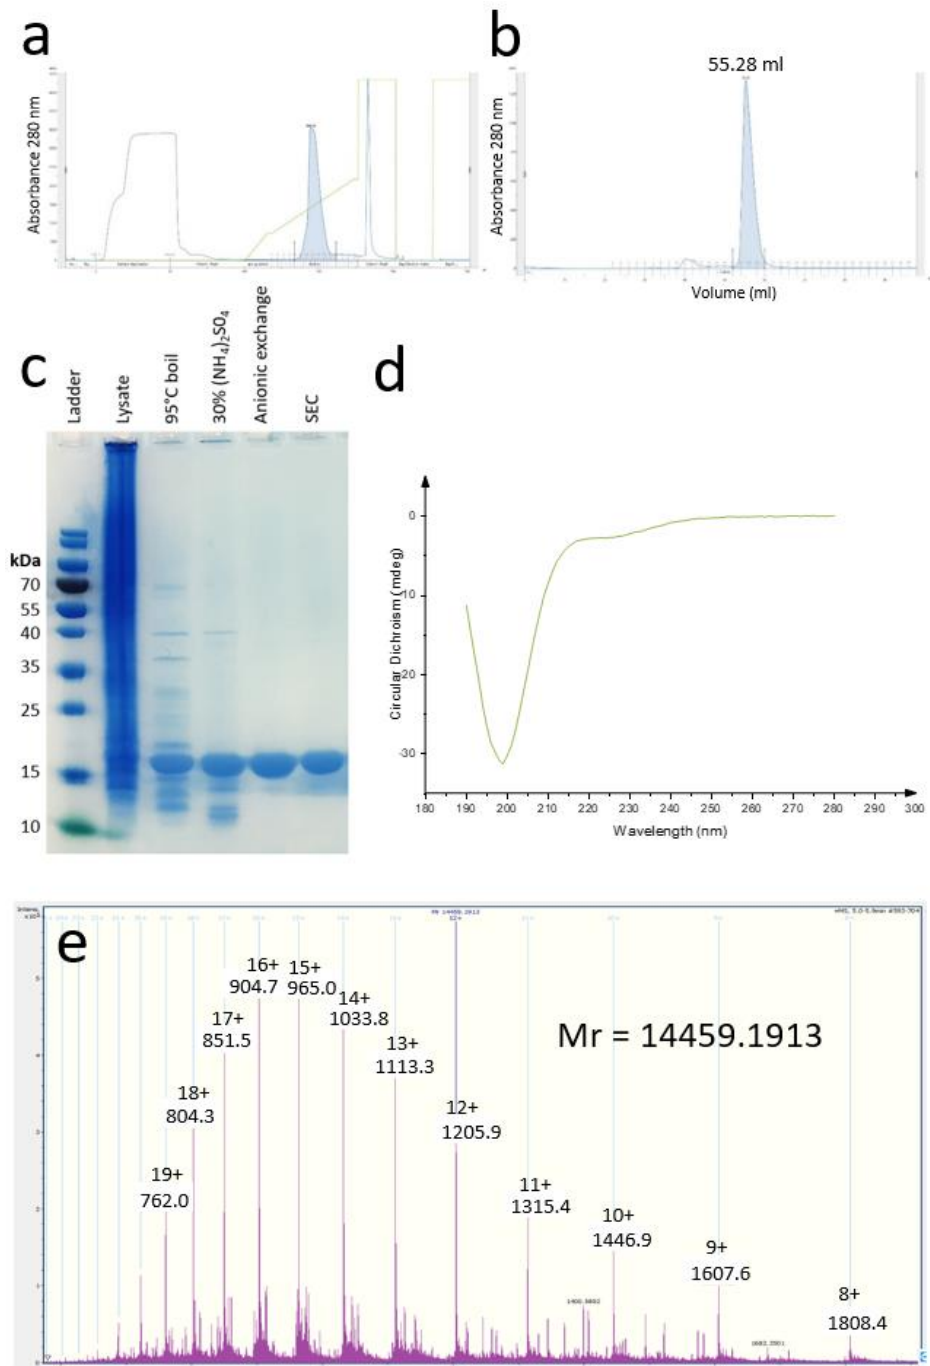 a
Absorbance 280 nm
b
55.28 ml
Absorbance 280 nm
Volume (ml)
c
Ladder
Lysate
95°C boil
30% (NH4)2SO4
Anionic exchange
SEC
kDa
70
55
40
35
25
15
10
d
Circular Dichroism (mdeg)
0
-10
-20
-30
180 190 200 210 220 230 240 250 260 270 280 290 300
Wavelength (nm)
e
Mr 14459.1913
12+
19+
762.0
18+
804.3
17+
851.5
16+
904.7
15+
965.0
14+
1033.8
13+
1113.3
12+
1205.9
11+
1315.4
10+
1446.9
9+
1607.6
8+
1808.4
Mr = 14459.1913